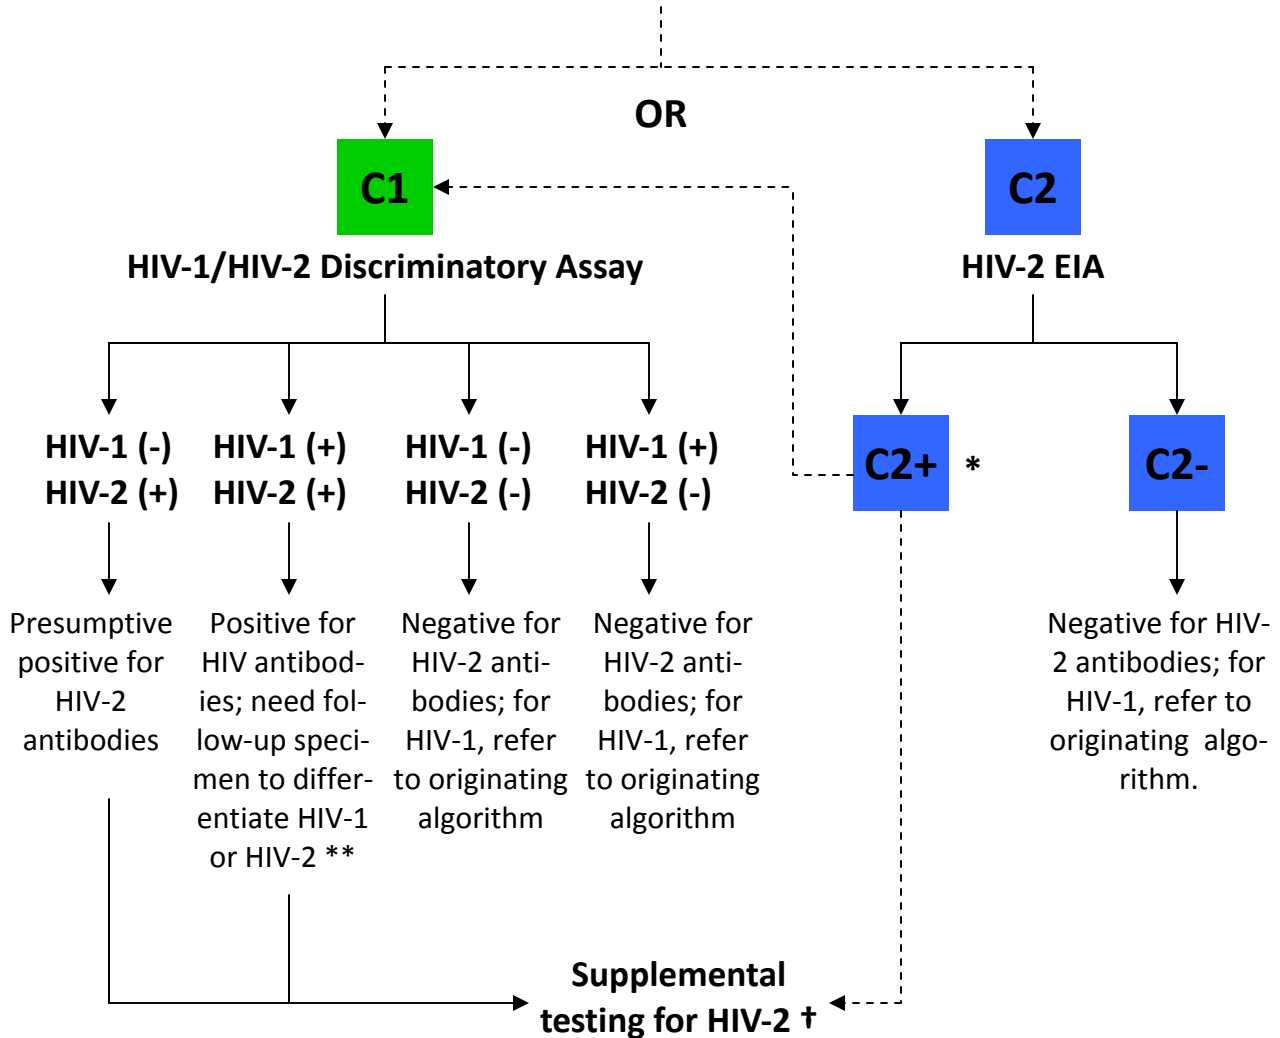 OR
C1
C2
HIV-1/HIV-2 Discriminatory Assay
HIV-2 EIA
HIV-1 (-)
HIV-2 (+)
HIV-1 (+)
HIV-2 (+)
HIV-1 (-)
HIV-2 (-)
HIV-1 (+)
HIV-2 (-)
C2+ *
C2-
Presumptive
positive for
HIV-2
antibodies
Positive for
HIV antibod-
ies; need fol-
low-up speci-
men to differ-
entiate HIV-1
or HIV-2 **
Negative for
HIV-2 anti-
bodies; for
HIV-1, refer
to originating
algorithm
Negative for
HIV-2 anti-
bodies; for
HIV-1, refer
to originating
algorithm
Negative for HIV-
2 antibodies; for
HIV-1, refer to
originating algo-
rithm.
Supplemental
testing for HIV-2 †